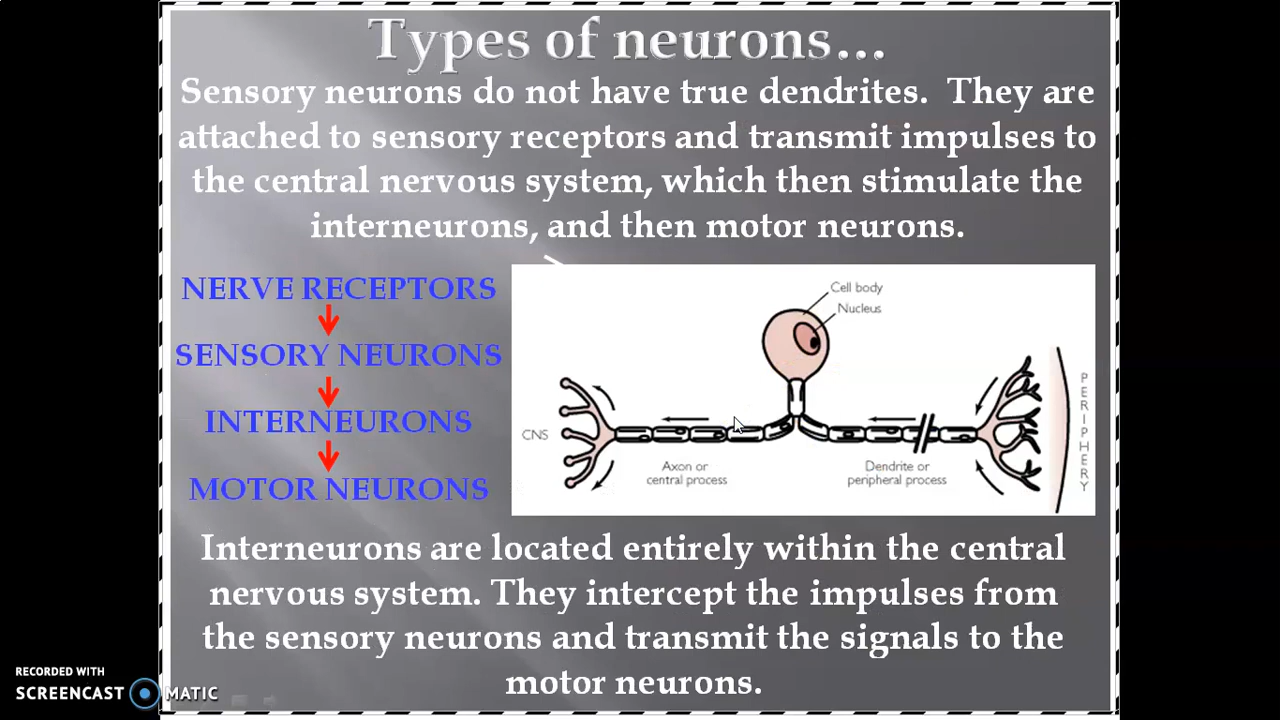 Types of neurons...
Sensory neurons do not have true dendrites. They are
attached to sensory receptors and transmit impulses to
the central nervous system, which then stimulate the
interneurons, and then motor neurons.
NERVE RECEPTORS
SENSORY NEURONS
INTERNEURONS
MOTOR NEURONS
Cell body
Nucleus
CNS
Axon or
central process
Dendrite or
peripheral process
PERIPHERY
Interneurons are located entirely within the central
nervous system. They intercept the impulses from
the sensory neurons and transmit the signals to the
motor neurons.
RECORDED WITH
SCREENCAST MATIC